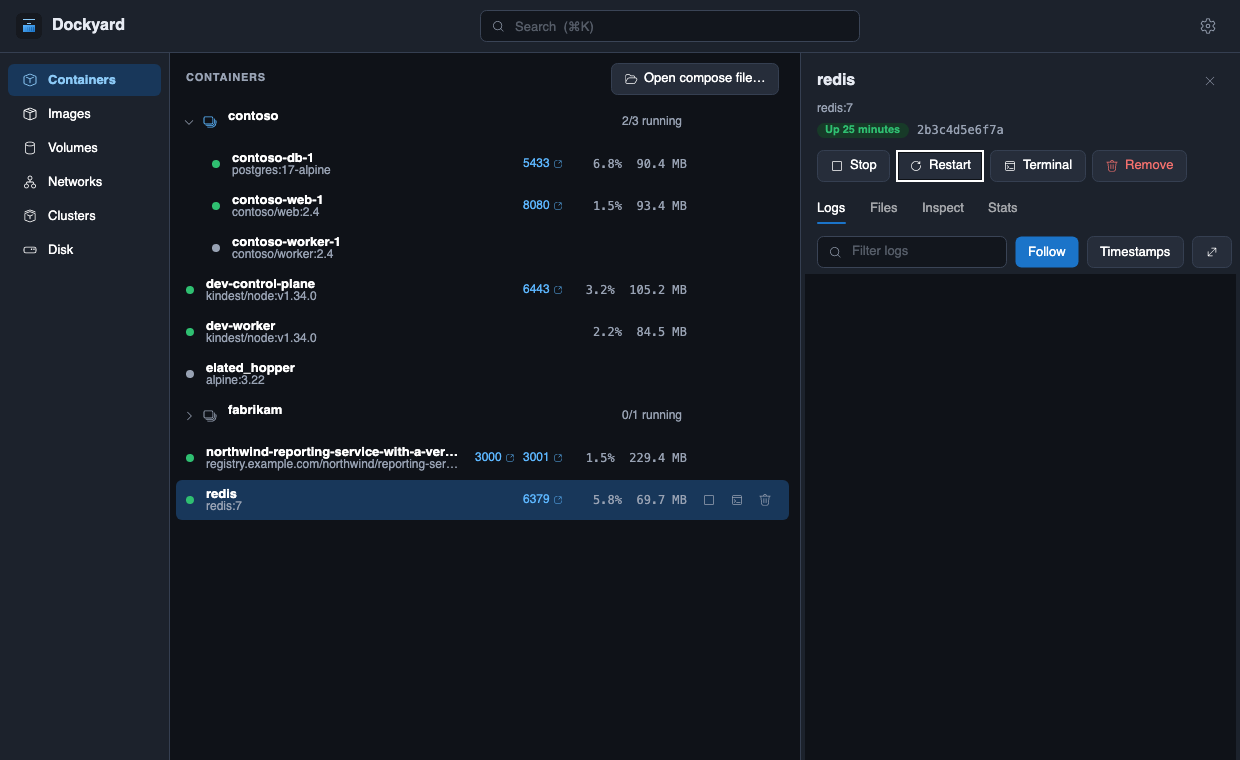 Dockyard
Search (⌘K)
Containers
Images
Volumes
Networks
Clusters
Disk
CONTAINERS
Open compose file...
contoso
2/3 running
contoso-db-1
postgres:17-alpine
5433
6.8% 90.4 MB
contoso-web-1
contoso/web:2.4
8080
1.5% 93.4 MB
contoso-worker-1
contoso/worker:2.4
dev-control-plane
kindest/node:v1.34.0
6443
3.2% 105.2 MB
dev-worker
kindest/node:v1.34.0
2.2% 84.5 MB
elated_hopper
alpine:3.22
fabrikam
0/1 running
northwind-reporting-service-with-a-ver...
registry.example.com/northwind/reporting-ser...
3000 3001
1.5% 229.4 MB
redis
redis:7
6379
5.8% 69.7 MB
redis
redis:7
Up 25 minutes 2b3c4d5e6f7a
Stop Restart Terminal Remove
Logs Files Inspect Stats
Filter logs Follow Timestamps